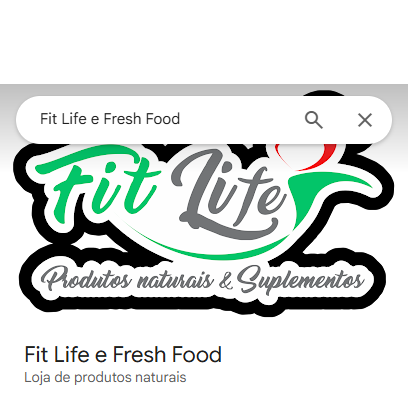 Fit Life e Fresh Food
Fit Life
Produtos naturais & Suplementos
Fit Life e Fresh Food
Loja de produtos naturais